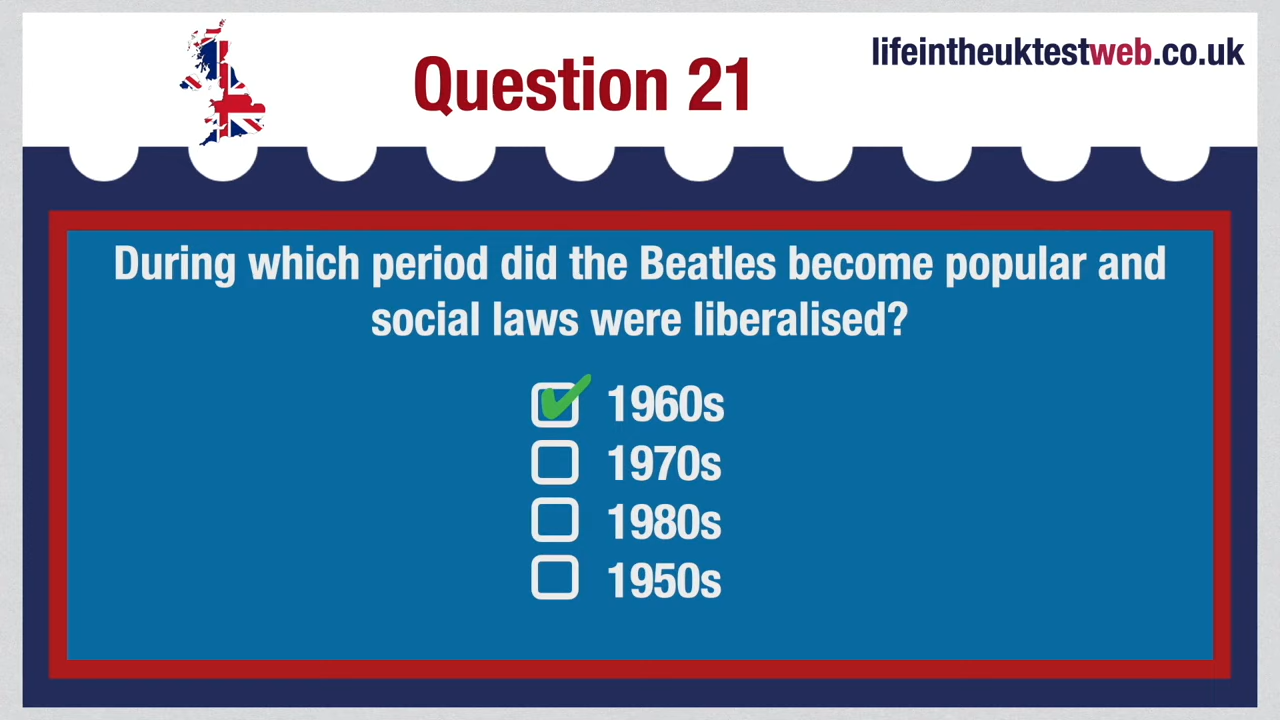 lifeintheuktestweb.co.uk
Question 21
During which period did the Beatles become popular and
social laws were liberalised?
1960s
1970s
1980s
1950s